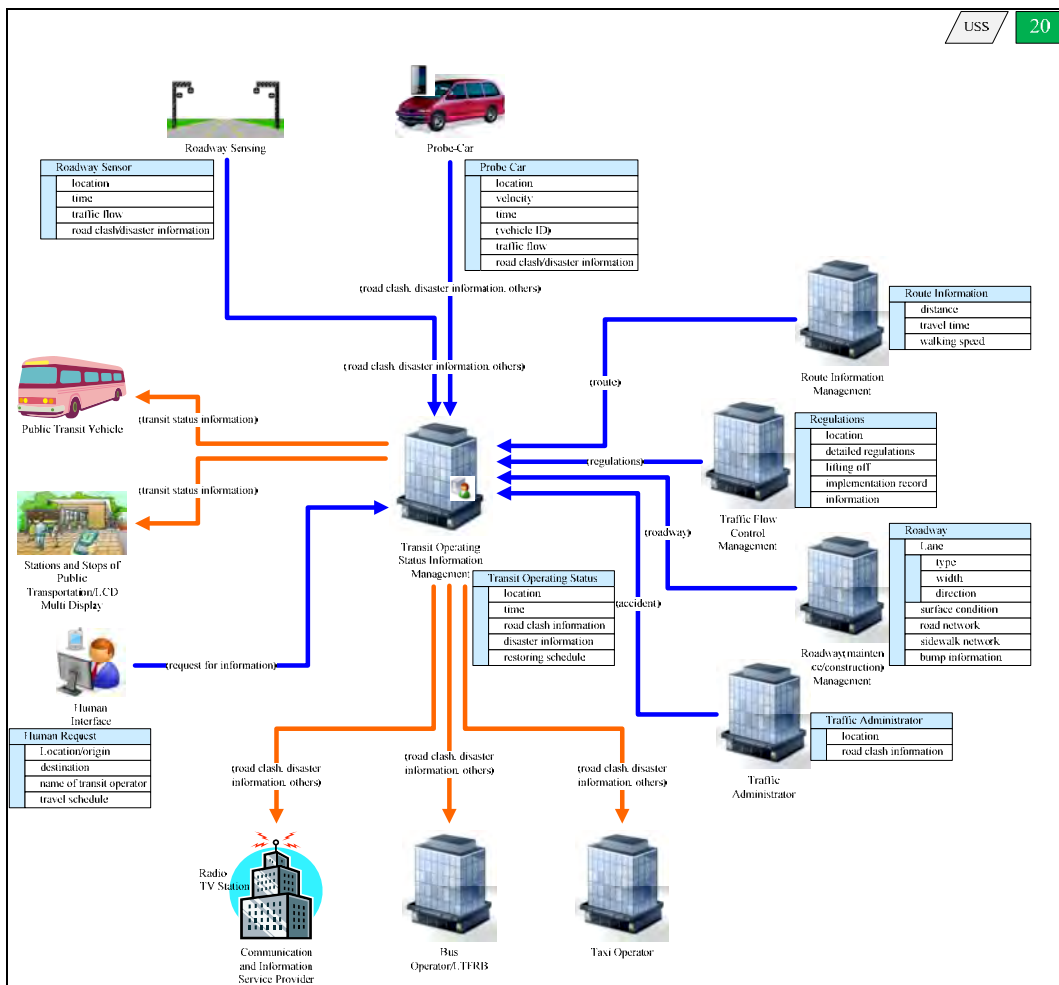 USS
20
Roadway Sensing
Probe-Car
Roadway Sensor
location
time
traffic flow
road clash/disaster information
Probe Car
location
velocity
time
(vehicle ID)
traffic flow
road clash/disaster information
(road clash, disaster information, others)
(road clash, disaster information, others)
Route Information
distance
travel time
walking speed
Route Information
Management
(route)
Public Transit Vehicle
(transit status information)
(transit status information)
Regulations
location
detailed regulations
lifting off
implementation record
information
(regulations)
Traffic Flow
Control
Management
(roadway)
Stations and Stops of
Public
Transportation/LCD
Multi Display
Transit Operating
Status Information
Management
Roadway
Lane
type
width
direction
surface condition
road network
sidewalk network
bump information
Roadway(mainten
ce/construction)
Management
Transit Operating Status
location
time
road clash information
disaster information
restoring schedule
(accident)
(request for information)
Human
Interface
Human Request
Location/origin
destination
name of transit operator
travel schedule
Traffic Administrator
location
road clash information
Traffic
Administrator
(road clash, disaster
information, others)
(road clash, disaster
information, others)
(road clash, disaster
information, others)
Radio
TV Station
Communication
and Information
Service Provider
Bus
Operator/LTFRB
Taxi Operator